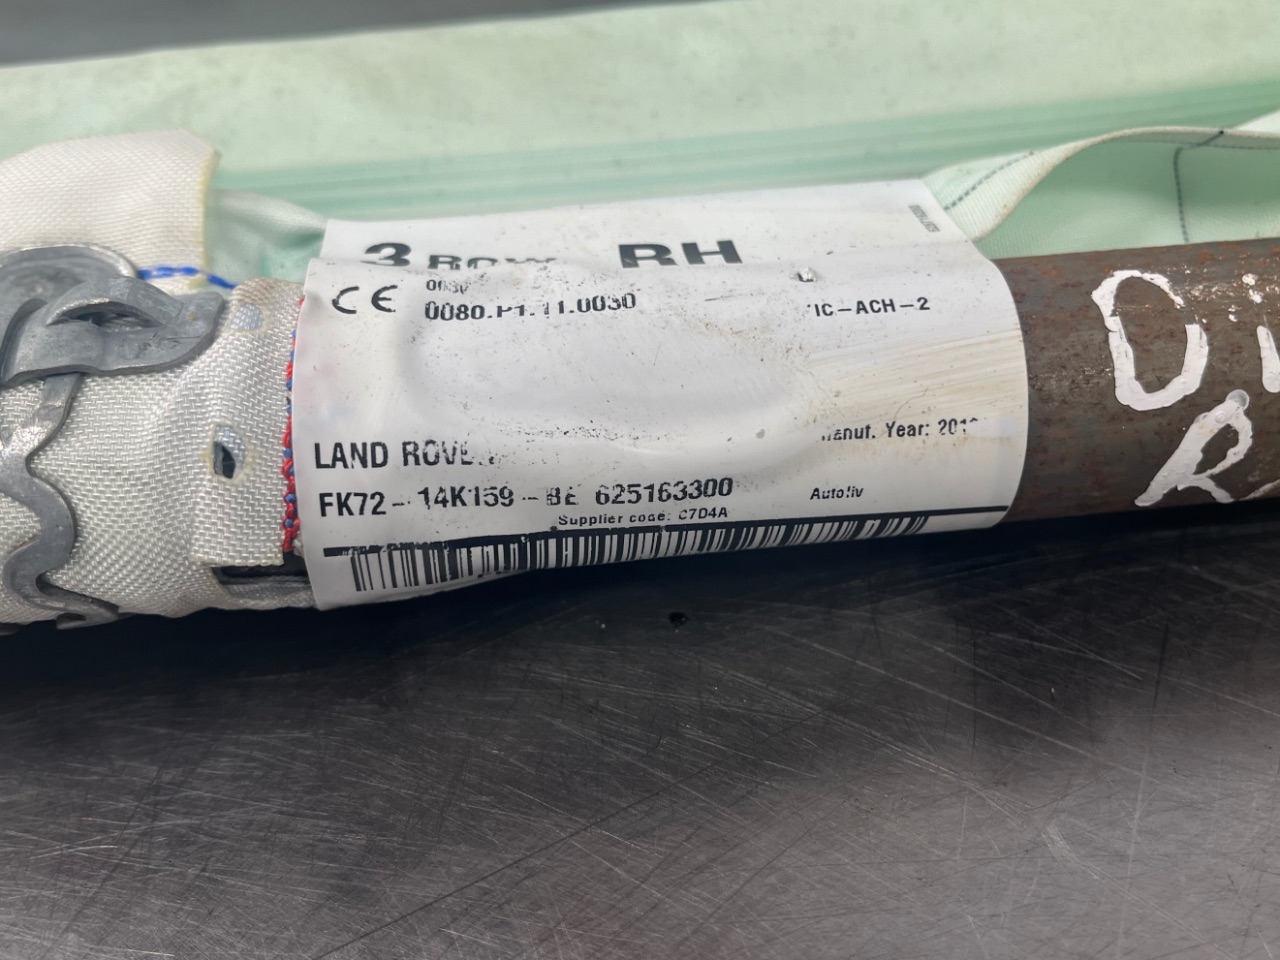 3 ROW RH
CE
0080.P1.11.0030
IC-ACH-2
LAND ROVE
Manuf. Year: 201
FK72-14K159-BE 625163300
Autoliv
Supplier code: C7D4A